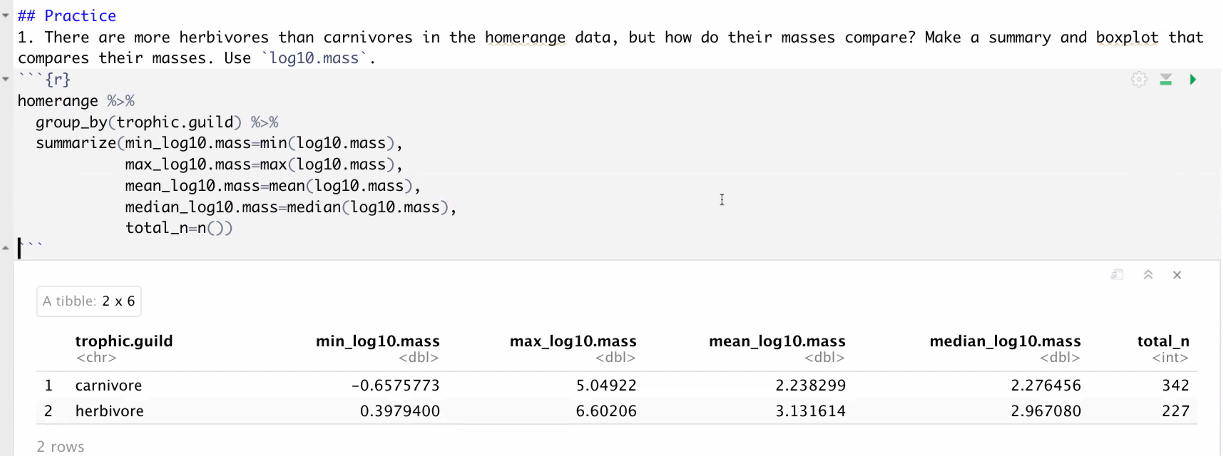 ## Practice
1. There are more herbivores than carnivores in the homerange data, but how do their masses compare? Make a summary and boxplot that
compares their masses. Use `log10.mass`.
```{r}
homerange %>%
  group_by(trophic.guild) %>%
  summarize(min_log10.mass=min(log10.mass),
            max_log10.mass=max(log10.mass),
            mean_log10.mass=mean(log10.mass),
            median_log10.mass=median(log10.mass),
            total_n=n())
```
A tibble: 2 x 6
trophic.guild min_log10.mass max_log10.mass mean_log10.mass median_log10.mass total_n
<chr> <dbl> <dbl> <dbl> <dbl> <int>
1 carnivore -0.6575773 5.04922 2.238299 2.276456 342
2 herbivore 0.3979400 6.60206 3.131614 2.967080 227
2 rows